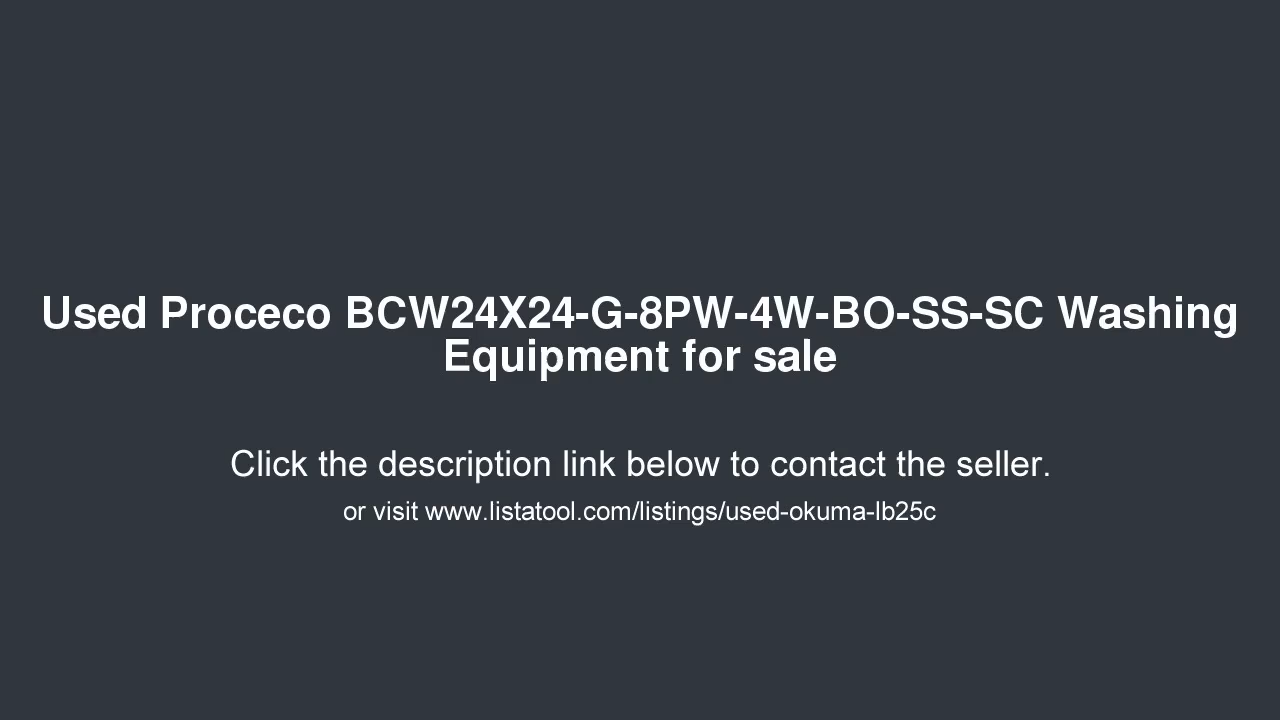 Used Proceco BCW24X24-G-8PW-4W-BO-SS-SC Washing
Equipment for sale
Click the description link below to contact the seller.
or visit www.listatool.com/listings/used-okuma-lb25c